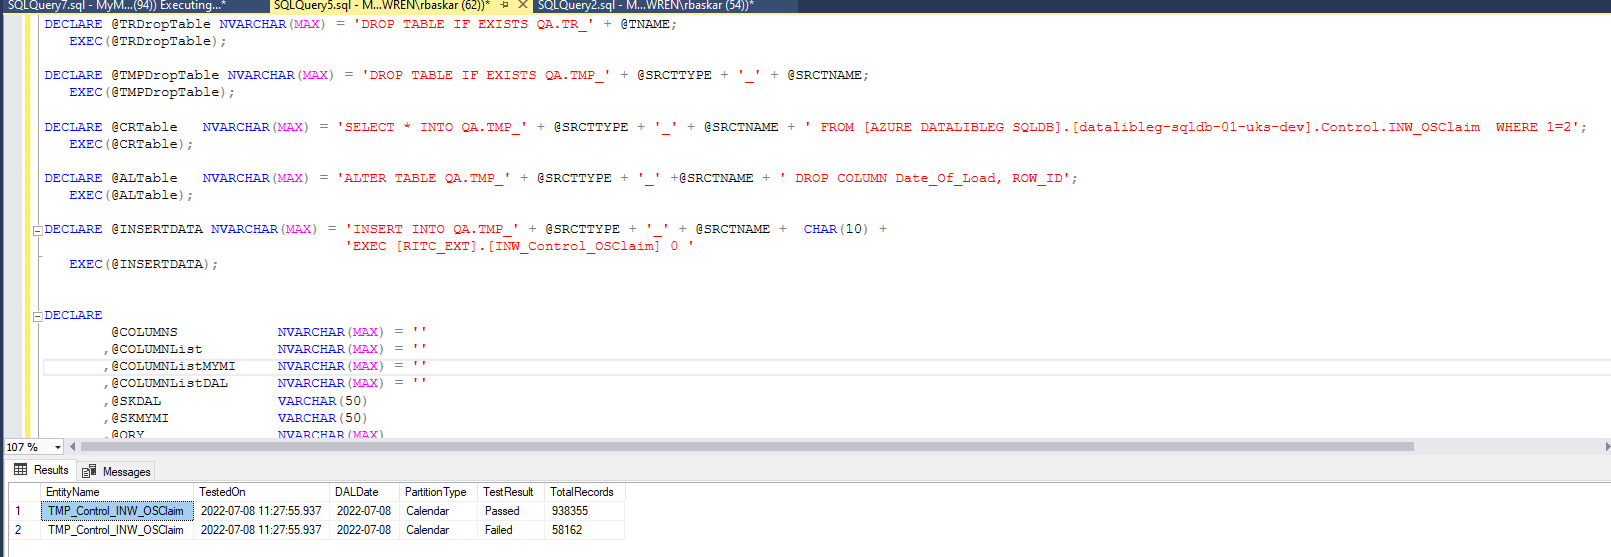 SQLQuery7.sql - MyM...(94)) Executing...* SQLQuery5.sql - M...WREN\rbaskar (62))* SQLQuery2.sql - M...WREN\rbaskar (54))*
DECLARE @TRDropTable NVARCHAR(MAX) = 'DROP TABLE IF EXISTS QA.TR_' + @TNAME;
EXEC(@TRDropTable);
DECLARE @TMPDropTable NVARCHAR(MAX) = 'DROP TABLE IF EXISTS QA.TMP_' + @SRCTTYPE + '_' + @SRCTNAME;
EXEC(@TMPDropTable);
DECLARE @CRTable NVARCHAR(MAX) = 'SELECT * INTO QA.TMP_' + @SRCTTYPE + '_' + @SRCTNAME + ' FROM [AZURE DATALIBLEG SQLDB].[datalibleg-sqldb-01-uks-dev].Control.INW_OSClaim WHERE 1=2';
EXEC(@CRTable);
DECLARE @ALTable NVARCHAR(MAX) = 'ALTER TABLE QA.TMP_' + @SRCTTYPE + '_' +@SRCTNAME + ' DROP COLUMN Date_Of_Load, ROW_ID';
EXEC(@ALTable);
DECLARE @INSERTDATA NVARCHAR(MAX) = 'INSERT INTO QA.TMP_' + @SRCTTYPE + '_' + @SRCTNAME + CHAR(10) +
'EXEC [RITC_EXT].[INW_Control_OSClaim] 0 '
EXEC(@INSERTDATA);
DECLARE
@COLUMNS NVARCHAR(MAX) = ''
,@COLUMNList NVARCHAR(MAX) = ''
,@COLUMNListMYMI NVARCHAR(MAX) = ''
,@COLUMNListDAL NVARCHAR(MAX) = ''
,@SKDAL VARCHAR(50)
,@SKMYMI VARCHAR(50)
,@QRY NVARCHAR(MAX)
107 %
Results Messages
EntityName TestedOn DALDate PartitionType TestResult TotalRecords
1 TMP_Control_INW_OSClaim 2022-07-08 11:27:55.937 2022-07-08 Calendar Passed 938355
2 TMP_Control_INW_OSClaim 2022-07-08 11:27:55.937 2022-07-08 Calendar Failed 58162